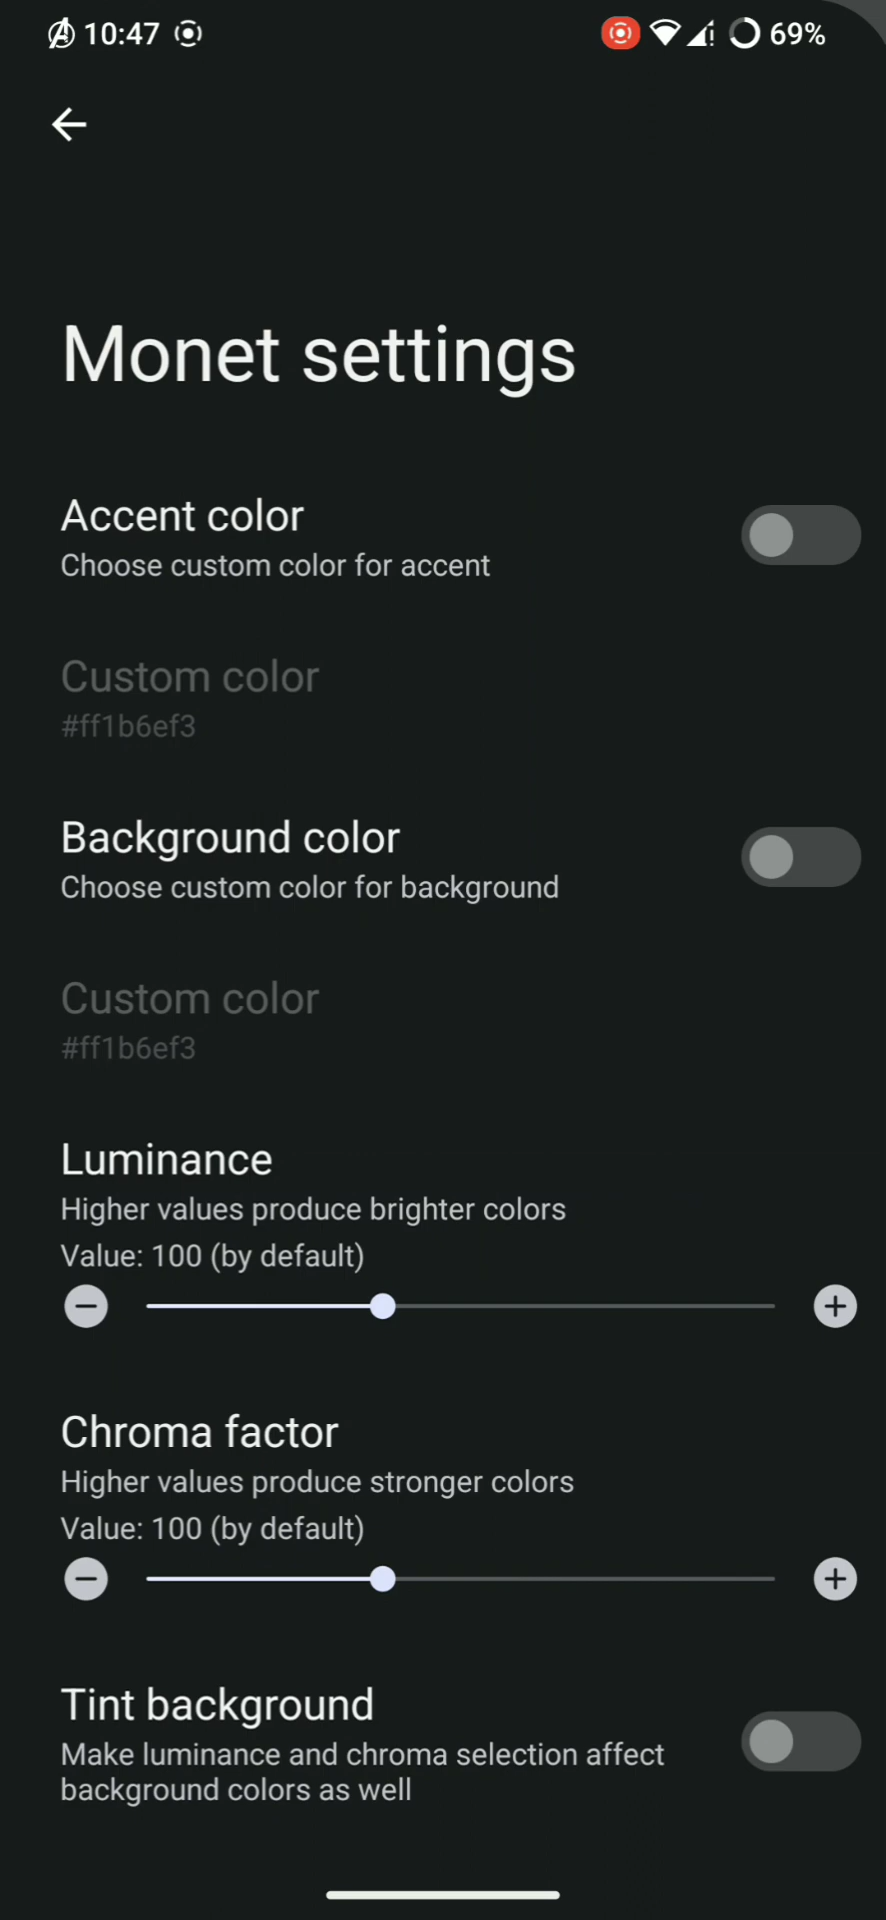 10:47
69%
Monet settings
Accent color
Choose custom color for accent
Custom color
#ff1b6ef3
Background color
Choose custom color for background
Custom color
#ff1b6ef3
Luminance
Higher values produce brighter colors
Value: 100 (by default)
Chroma factor
Higher values produce stronger colors
Value: 100 (by default)
Tint background
Make luminance and chroma selection affect
background colors as well